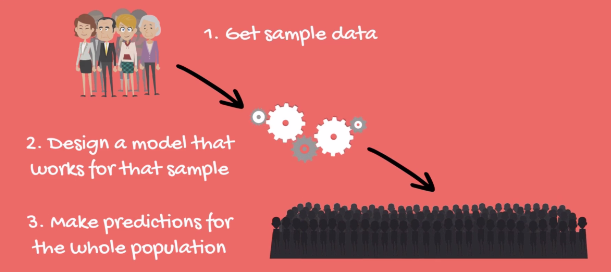 1. Get sample data
2. Design a model that
works for that sample
3. Make predictions for
the whole population